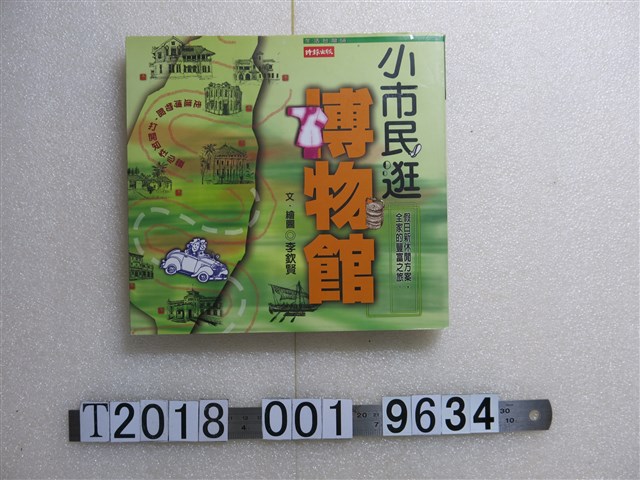 時報出版
小市民逛
博物館
假日新休閒方案，
全家的豐富之旅
文．繪圖◎李欽賢
T2018 001 9634